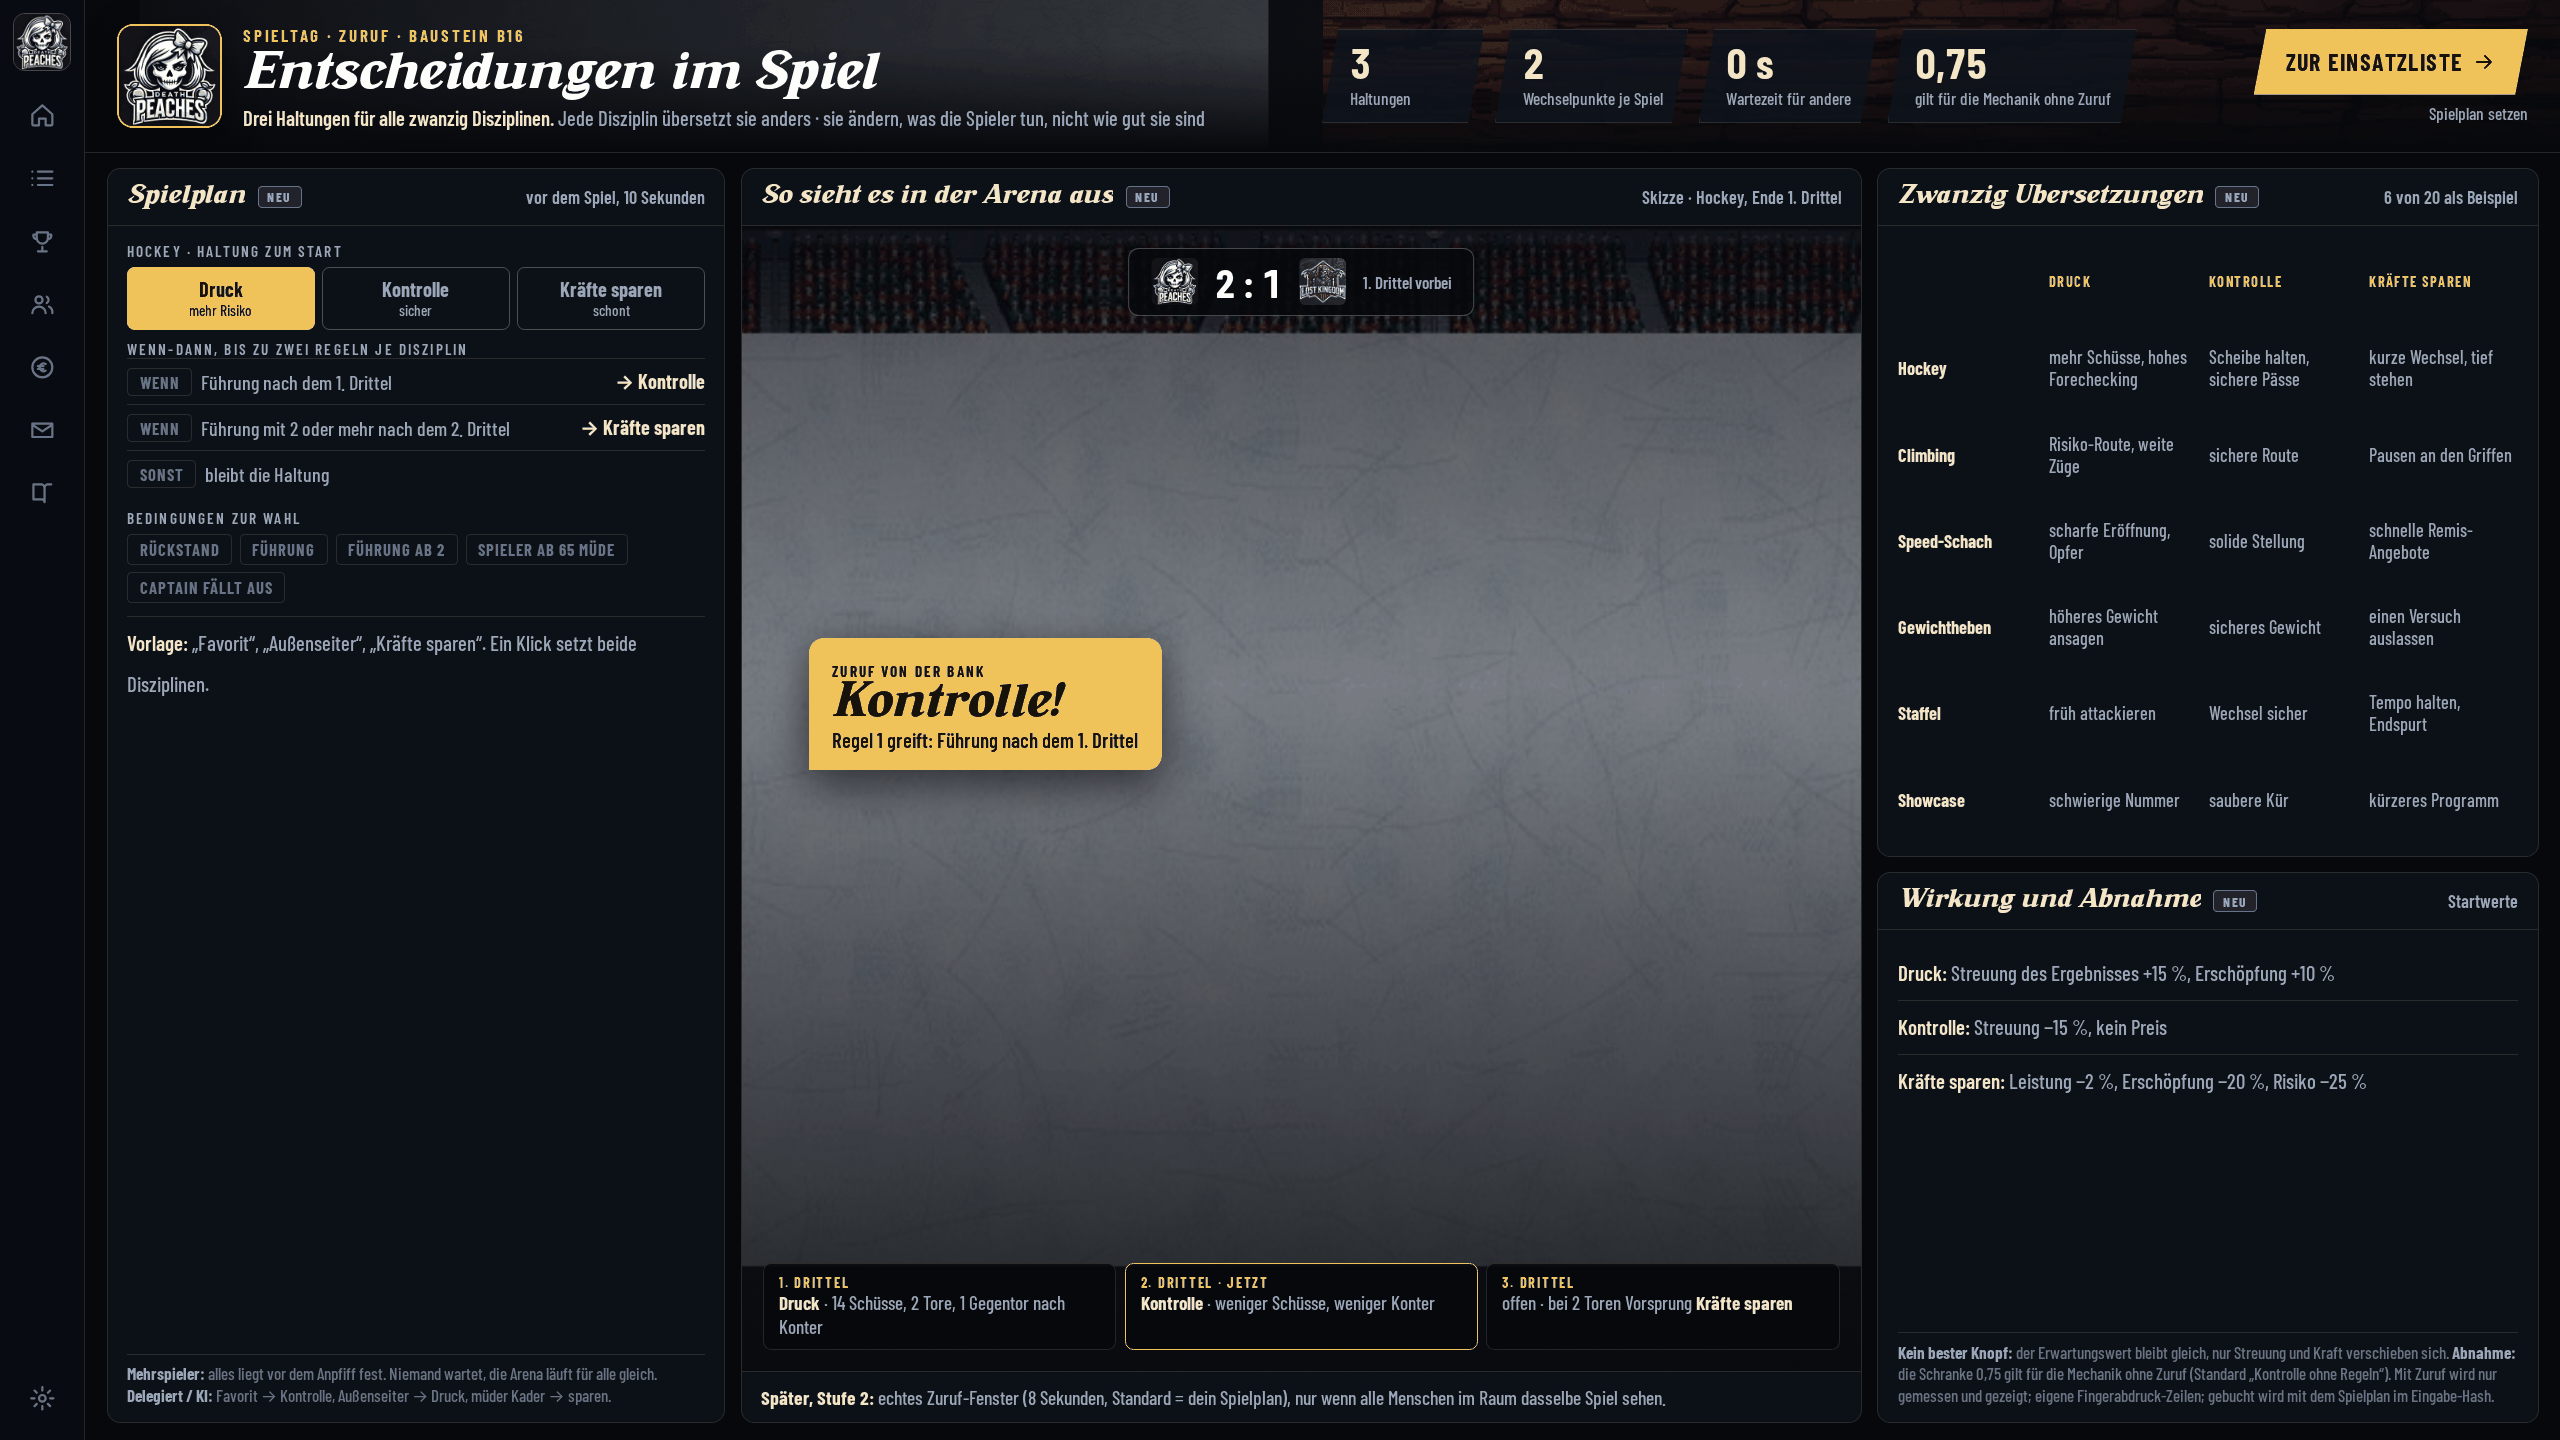 DEATH PEACHES
DEATH
PEACHES
SPIELTAG · ZURUF · BAUSTEIN B16
Entscheidungen im Spiel
Drei Haltungen für alle zwanzig Disziplinen. Jede Disziplin übersetzt sie anders · sie ändern, was die Spieler tun, nicht wie gut sie sind
3
Haltungen
2
Wechselpunkte je Spiel
0 s
Wartezeit für andere
0,75
gilt für die Mechanik ohne Zuruf
ZUR EINSATZLISTE →
Spielplan setzen
Spielplan NEU
vor dem Spiel, 10 Sekunden
HOCKEY · HALTUNG ZUM START
Druck
mehr Risiko
Kontrolle
sicher
Kräfte sparen
schont
WENN-DANN, BIS ZU ZWEI REGELN JE DISZIPLIN
WENN Führung nach dem 1. Drittel → Kontrolle
WENN Führung mit 2 oder mehr nach dem 2. Drittel → Kräfte sparen
SONST bleibt die Haltung
BEDINGUNGEN ZUR WAHL
RÜCKSTAND FÜHRUNG FÜHRUNG AB 2 SPIELER AB 65 MÜDE
CAPTAIN FÄLLT AUS
Vorlage: „Favorit“, „Außenseiter“, „Kräfte sparen“. Ein Klick setzt beide
Disziplinen.
Mehrspieler: alles liegt vor dem Anpfiff fest. Niemand wartet, die Arena läuft für alle gleich.
Delegiert / KI: Favorit → Kontrolle, Außenseiter → Druck, müder Kader → sparen.
So sieht es in der Arena aus NEU
Skizze · Hockey, Ende 1. Drittel
PEACHES 2 : 1 LOST KINGDOM 1. Drittel vorbei
ZURUF VON DER BANK
Kontrolle!
Regel 1 greift: Führung nach dem 1. Drittel
1. DRITTEL
Druck · 14 Schüsse, 2 Tore, 1 Gegentor nach
Konter
2. DRITTEL · JETZT
Kontrolle · weniger Schüsse, weniger Konter
3. DRITTEL
offen · bei 2 Toren Vorsprung Kräfte sparen
Später, Stufe 2: echtes Zuruf-Fenster (8 Sekunden, Standard = dein Spielplan), nur wenn alle Menschen im Raum dasselbe Spiel sehen.
Zwanzig Übersetzungen NEU
6 von 20 als Beispiel
DRUCK KONTROLLE KRÄFTE SPAREN
Hockey
mehr Schüsse, hohes
Forechecking
Scheibe halten,
sichere Pässe
kurze Wechsel, tief
stehen
Climbing
Risiko-Route, weite
Züge
sichere Route
Pausen an den Griffen
Speed-Schach
scharfe Eröffnung,
Opfer
solide Stellung
schnelle Remis-
Angebote
Gewichtheben
höheres Gewicht
ansagen
sicheres Gewicht
einen Versuch
auslassen
Staffel
früh attackieren
Wechsel sicher
Tempo halten,
Endspurt
Showcase
schwierige Nummer
saubere Kür
kürzeres Programm
Wirkung und Abnahme NEU
Startwerte
Druck: Streuung des Ergebnisses +15 %, Erschöpfung +10 %
Kontrolle: Streuung −15 %, kein Preis
Kräfte sparen: Leistung −2 %, Erschöpfung −20 %, Risiko −25 %
Kein bester Knopf: der Erwartungswert bleibt gleich, nur Streuung und Kraft verschieben sich. Abnahme:
die Schranke 0,75 gilt für die Mechanik ohne Zuruf (Standard „Kontrolle ohne Regeln“). Mit Zuruf wird nur
gemessen und gezeigt; eigene Fingerabdruck-Zeilen; gebucht wird mit dem Spielplan im Eingabe-Hash.